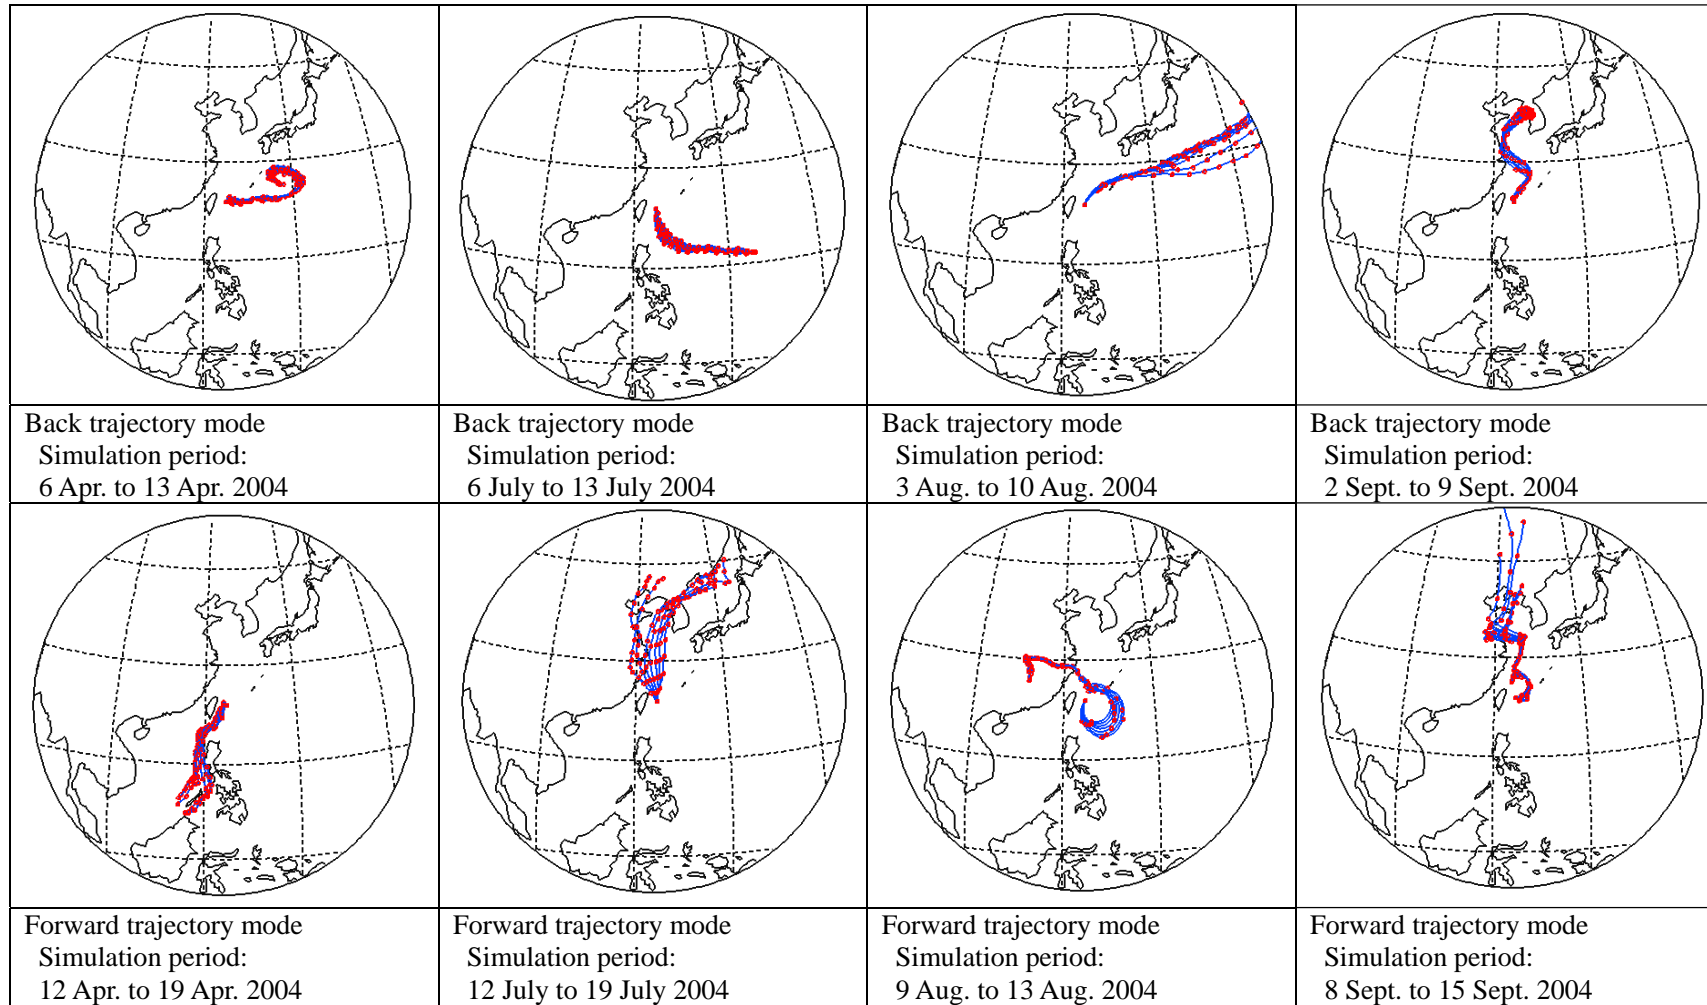 Back trajectory mode
Simulation period:
6 Apr. to 13 Apr. 2004
Back trajectory mode
Simulation period:
6 July to 13 July 2004
Back trajectory mode
Simulation period:
3 Aug. to 10 Aug. 2004
Back trajectory mode
Simulation period:
2 Sept. to 9 Sept. 2004
Forward trajectory mode
Simulation period:
12 Apr. to 19 Apr. 2004
Forward trajectory mode
Simulation period:
12 July to 19 July 2004
Forward trajectory mode
Simulation period:
9 Aug. to 13 Aug. 2004
Forward trajectory mode
Simulation period:
8 Sept. to 15 Sept. 2004